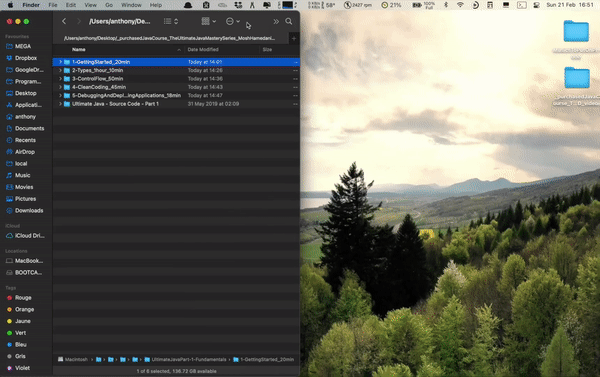 Finder File Edit View Go Window Help
2427 rpm 21% 100% Full Sun 21 Feb 16:51
/Users/anthony/De...
/Users/anthony/Desktop/_purchasedJavaCourse_TheUltimateJavaMasterySeries_MoshHamedani...
Name Date Modified
1-GettingStarted_20min Today at 14:01
2-Types_1hour_10min Today at 14:26
3-ControlFlow_50min Today at 14:36
4-CleanCoding_45min Today at 14:43
5-DebuggingAndDepl...ingApplications_18min Today at 14:47
Ultimate Java - Source Code - Part 1 31 May 2019 at 02:09
Favourites
MEGA
Dropbox
GoogleDr...
Program...
Desktop
Applicati...
anthony
Documents
Recents
AirDrop
local
Music
Movies
Pictures
Downloads
iCloud
iCloud Dri...
Locations
MacBook...
BOOTCA...
Tags
Rouge
Orange
Jaune
Vert
Bleu
Gris
Violet
Macintosh UltimateJavaPart-1-Fundamentals 1-GettingStarted_20min
1 of 6 selected, 136.72 GB available